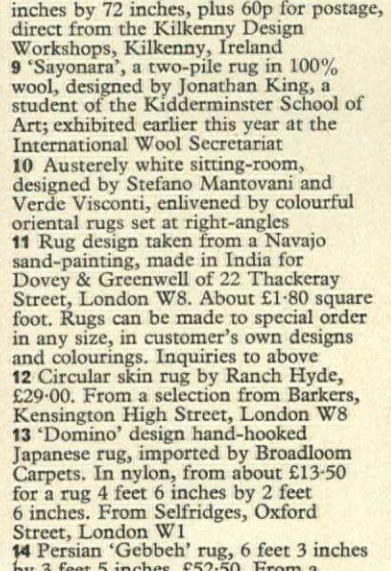 inches by 72 inches, plus 60p for postage,
direct from the Kilkenny Design
Workshops, Kilkenny, Ireland
9 ‘Sayonara’, a two-pile rug in 100%
wool, designed by Jonathan King, a
student of the Kidderminster School of
Art; exhibited earlier this year at the
International Wool Secretariat
10 Austerely white sitting-room,
designed by Stefano Mantovani and
Verde Visconti, enlivened by colourful
oriental rugs set at right-angles
11 Rug design taken from a Navajo
sand-painting, made in India for
Dovey & Greenwell of 22 Thackeray
Street, London W8. About £1·80 square
foot. Rugs can be made to special order
in any size, in customer’s own designs
and colourings. Inquiries to above
12 Circular skin rug by Ranch Hyde,
£29·00. From a selection from Barkers,
Kensington High Street, London W8
13 ‘Domino’ design hand-hooked
Japanese rug, imported by Broadloom
Carpets. In nylon, from about £13·50
for a rug 4 feet 6 inches by 2 feet
6 inches. From Selfridges, Oxford
Street, London W1
14 Persian ‘Gebbeh’ rug, 6 feet 3 inches
by 3 feet 5 inches, £52·50. From a